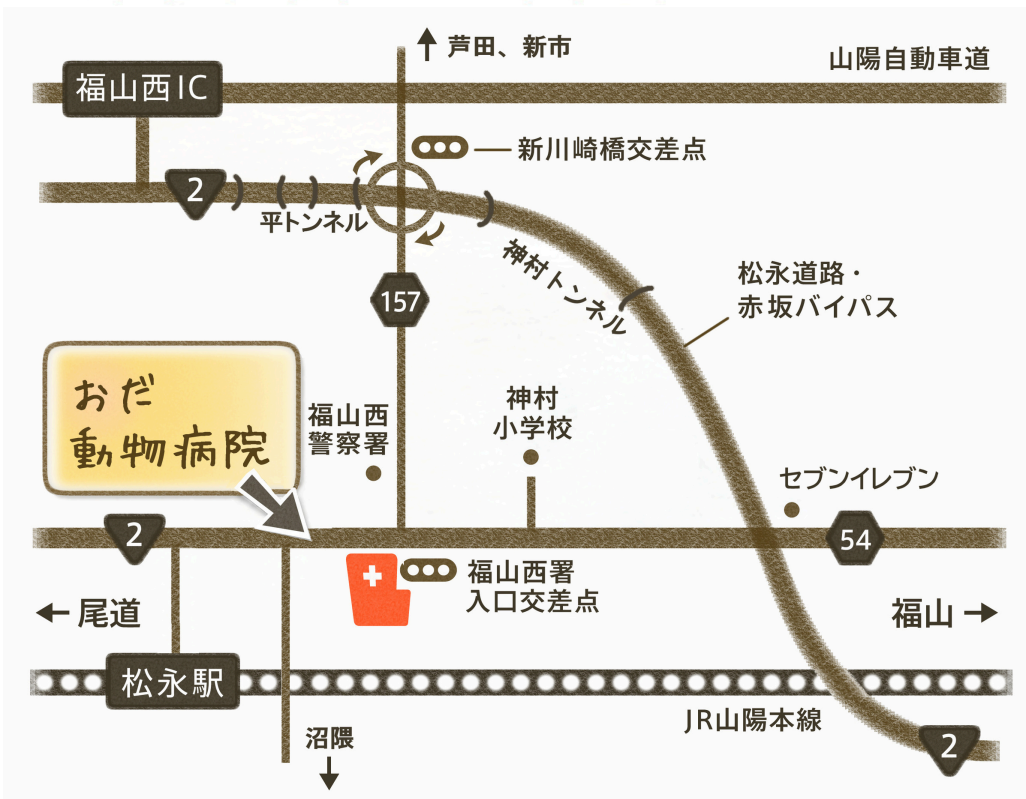 芦田、新市
山陽自動車道
福山西IC
新川崎橋交差点
2
平トンネル
神村トンネル
157
松永道路・
赤坂バイパス
おだ
動物病院
福山西
警察署
神村
小学校
セブンイレブン
2
54
福山西署
入口交差点
尾道
福山
松永駅
JR山陽本線
沼隈
2